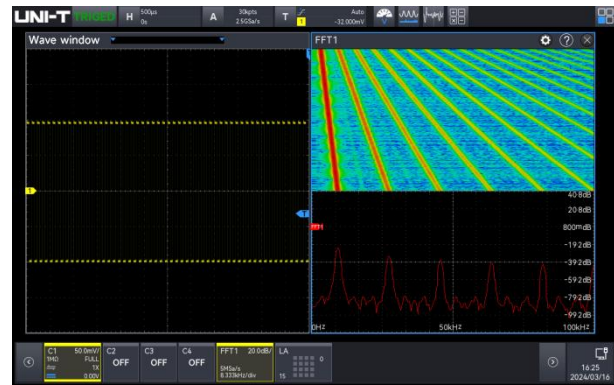 UNI-T TRIGED H 500μs 0s A 30kpts 2.5GSa/s T 1 Auto -32.000mV
Wave window
FFT1
T
1
T
40.8dB
20.8dB
800mdB
-19.2dB
-39.2dB
-59.2dB
-79.2dB
-99.2dB
0Hz 50kHz 100kHz
C1 50.0mV/
1MΩ FULL
1X
0.00V
C2
OFF
C3
OFF
C4
OFF
FFT1 20.0dB/
5MSa/s
8.333kHz/div
LA
0
15
16:25
2024/03/16